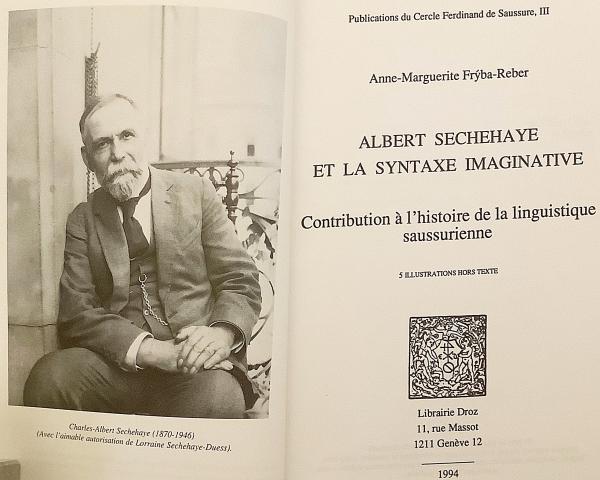 Charles-Albert Sechehaye (1870-1946)
(Avec l'aimable autorisation de Lorraine Sechehaye-Duess).
Publications du Cercle Ferdinand de Saussure, III
Anne-Marguerite Frýba-Reber
ALBERT SECHEHAYE
ET LA SYNTAXE IMAGINATIVE
Contribution à l'histoire de la linguistique
saussurienne
5 ILLUSTRATIONS HORS TEXTE
Librairie Droz
11, rue Massot
1211 Genève 12
1994